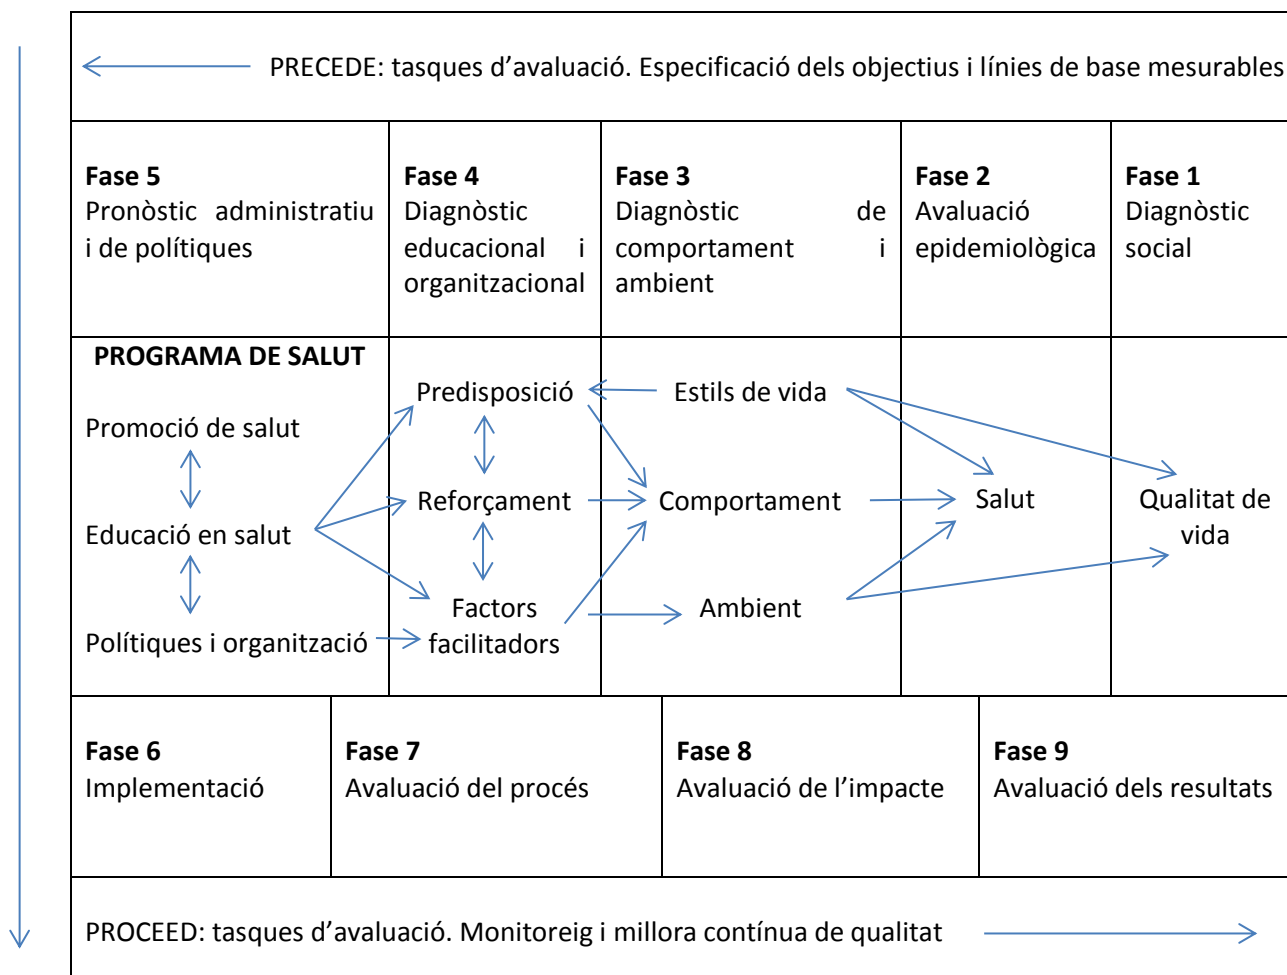 PRECEDE: tasques d’avaluació. Especificació dels objectius i línies de base mesurables
Fase 5
Pronòstic administratiu
i de polítiques
Fase 4
Diagnòstic
educacional i
organitzacional
Fase 3
Diagnòstic de
comportament i
ambient
Fase 2
Avaluació
epidemiològica
Fase 1
Diagnòstic
social
PROGRAMA DE SALUT
Promoció de salut
Educació en salut
Polítiques i organització
Predisposició
Reforçament
Factors
facilitadors
Estils de vida
Comportament
Ambient
Salut
Qualitat de
vida
Fase 6
Implementació
Fase 7
Avaluació del procés
Fase 8
Avaluació de l’impacte
Fase 9
Avaluació dels resultats
PROCEED: tasques d’avaluació. Monitoreig i millora contínua de qualitat